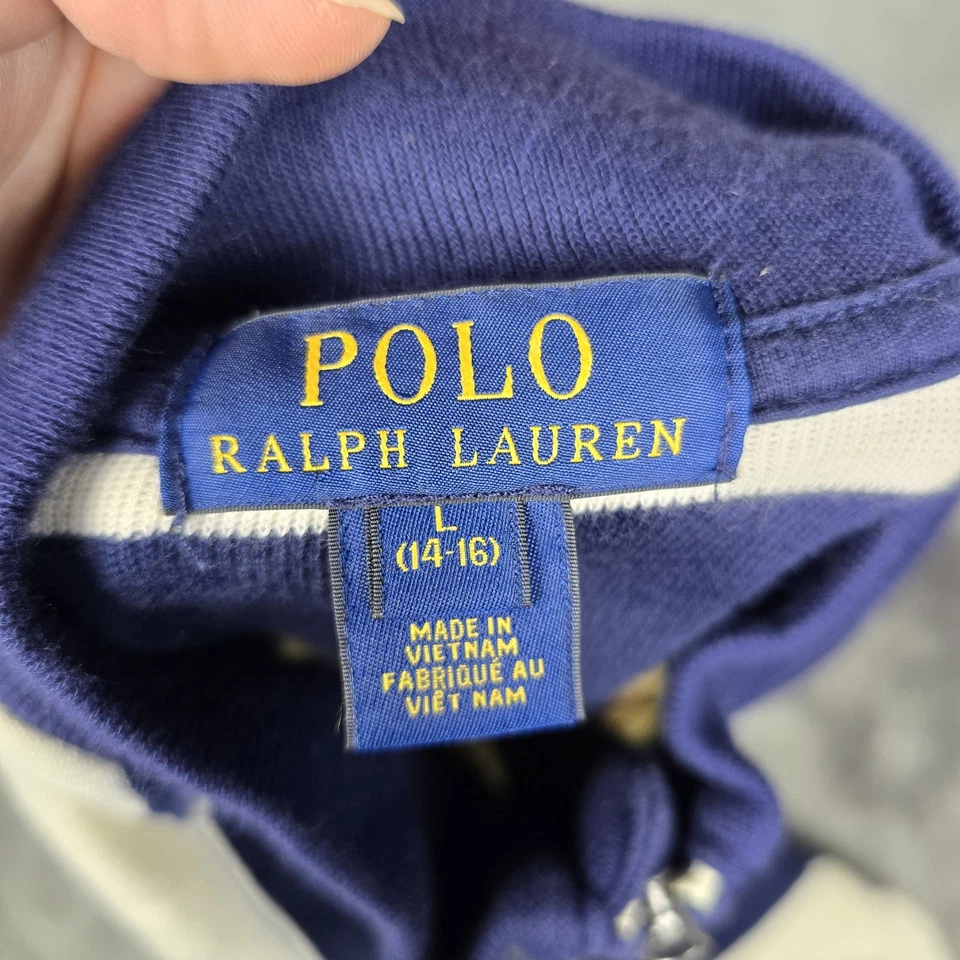 POLO
RALPH LAUREN
L
(14-16)
MADE IN
VIETNAM
FABRIQUÉ AU
VIÊT NAM